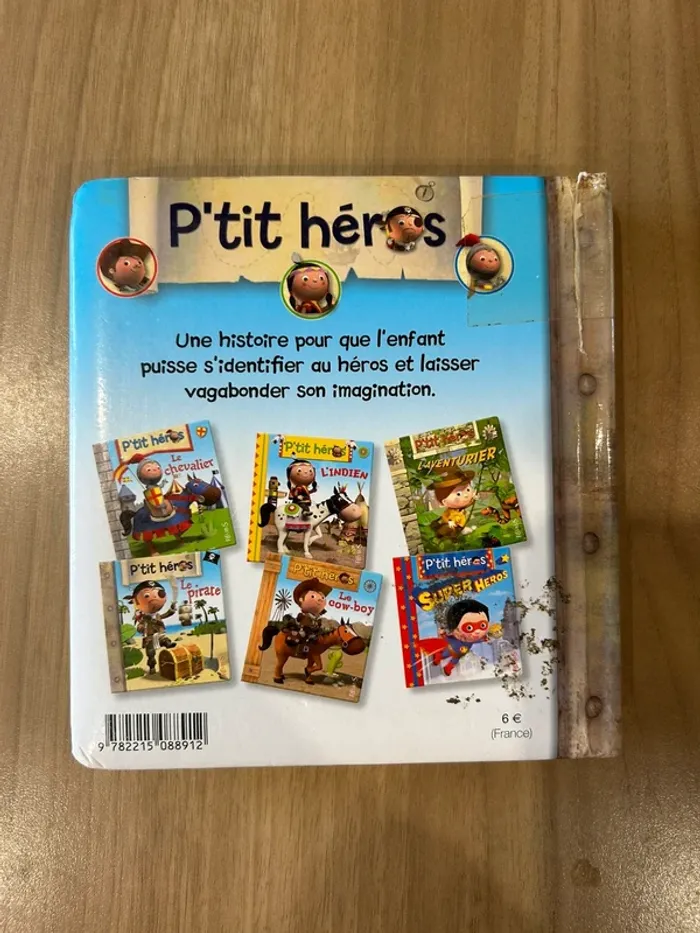 P'tit héros
Une histoire pour que l'enfant
puisse s'identifier au héros et laisser
vagabonder son imagination.
P'tit héros
Le
chevalier
P'tit héros
L'INDIEN
P'tit héros
L'AVENTURIER
P'tit héros
Le
pirate
P'tit héros
Le
cow-boy
P'tit héros
SUPER HEROS
9 782215 088912
6 €
(France)